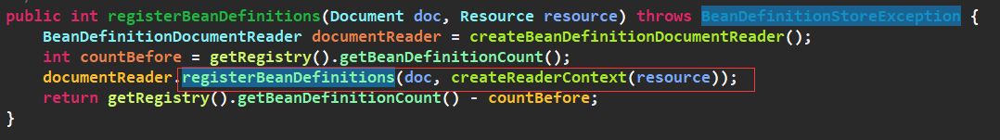 public int registerBeanDefinitions(Document doc, Resource resource) throws BeanDefinitionStoreException {
BeanDefinitionDocumentReader documentReader = createBeanDefinitionDocumentReader();
int countBefore = getRegistry().getBeanDefinitionCount();
documentReader.registerBeanDefinitions(doc, createReaderContext(resource));
return getRegistry().getBeanDefinitionCount() - countBefore;
}